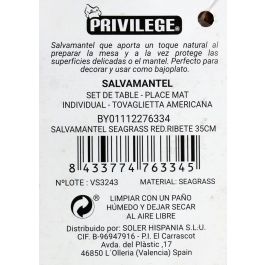 PRIVILEGE®
Salvamantel que aporta un toque natural al
preparar la mesa y a la vez protege las
superficies delicadas o el mantel. Perfecto para
decorar y usar como bajoplato.
SALVAMANTEL
SET DE TABLE - PLACE MAT
INDIVIDUAL - TOVAGLIETTA AMERICANA
BY01112276334
SALVAMANTEL SEAGRASS RED.RIBETE 35CM
8 433774 763345
NºLOTE : VS3243 MATERIAL: SEAGRASS
LIMPIAR CON UN PAÑO
HÚMEDO Y DEJAR SECAR
AL AIRE LIBRE
Distribuido por: SOLER HISPANIA S.L.U.
CIF. B-96947916 - P.I. El Carrascot
Avda. del Plàstic ,17
46850 L'Olleria (Valencia) Spain